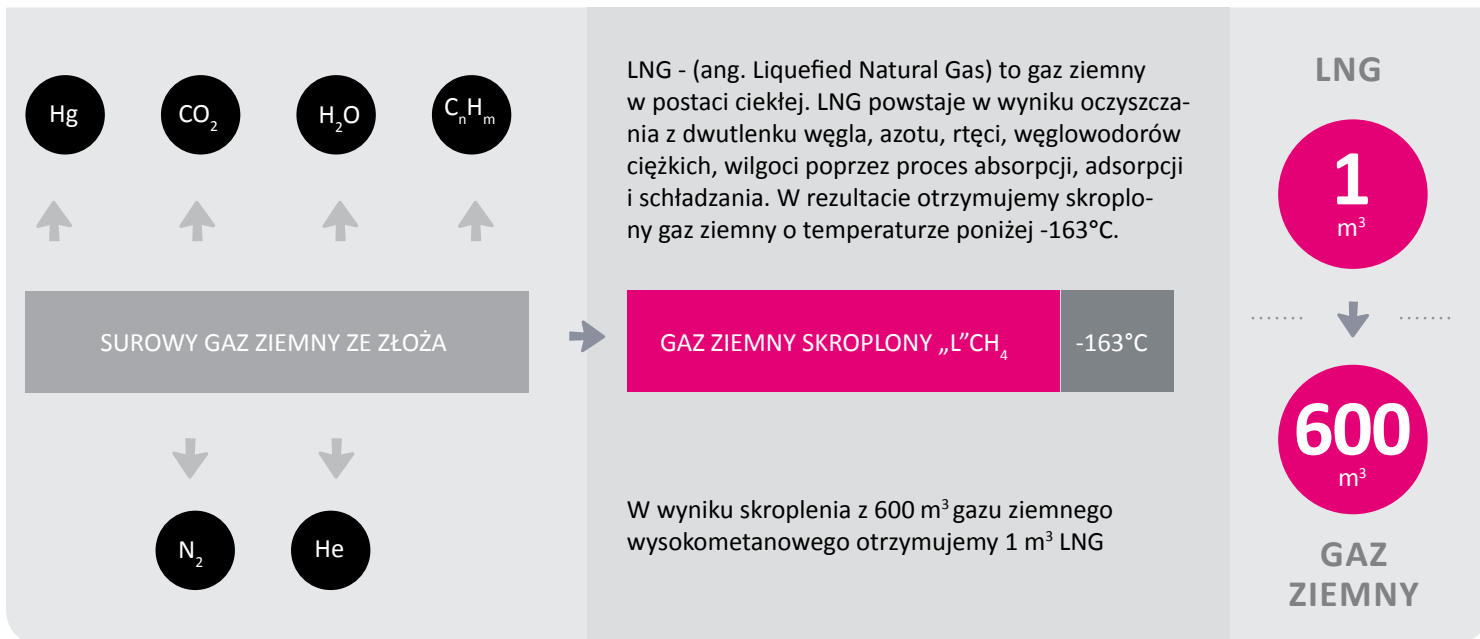 Hg
CO₂
H₂O
CₙHₘ
SUROWY GAZ ZIEMNY ZE ZŁOŻA
N₂
He
LNG - (ang. Liquefied Natural Gas) to gaz ziemny
w postaci ciekłej. LNG powstaje w wyniku oczyszcza-
nia z dwutlenku węgla, azotu, rtęci, węglowodorów
ciężkich, wilgoci poprzez proces absorpcji, adsorpcji
i schładzania. W rezultacie otrzymujemy skroplo-
ny gaz ziemny o temperaturze poniżej -163°C.
GAZ ZIEMNY SKROPLONY „L”CH₄
-163°C
W wyniku skroplenia z 600 m³ gazu ziemnego
wysokometanowego otrzymujemy 1 m³ LNG
LNG
1
m³
600
m³
GAZ
ZIEMNY